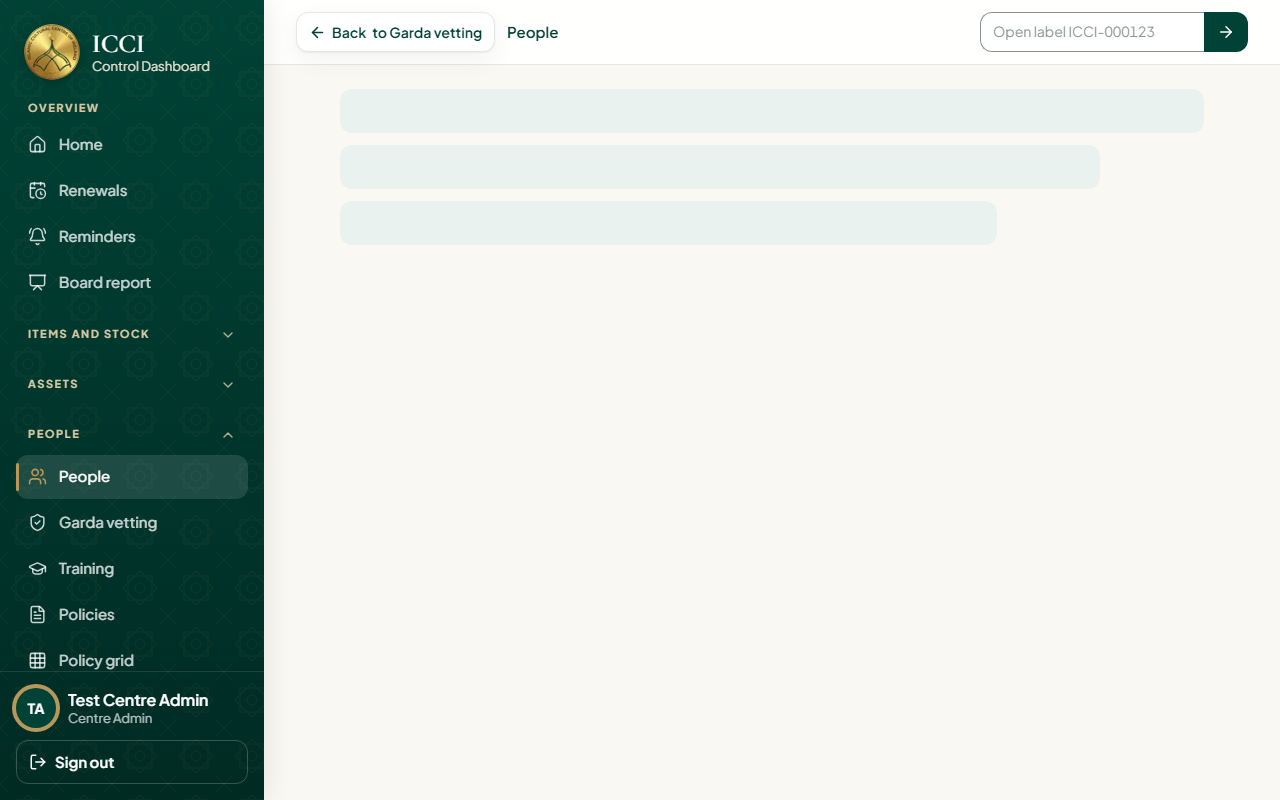 ICCI
Control Dashboard
OVERVIEW
Home
Renewals
Reminders
Board report
ITEMS AND STOCK
ASSETS
PEOPLE
People
Garda vetting
Training
Policies
Policy grid
TA
Test Centre Admin
Centre Admin
Sign out
Back to Garda vetting
People
Open label ICCI-000123